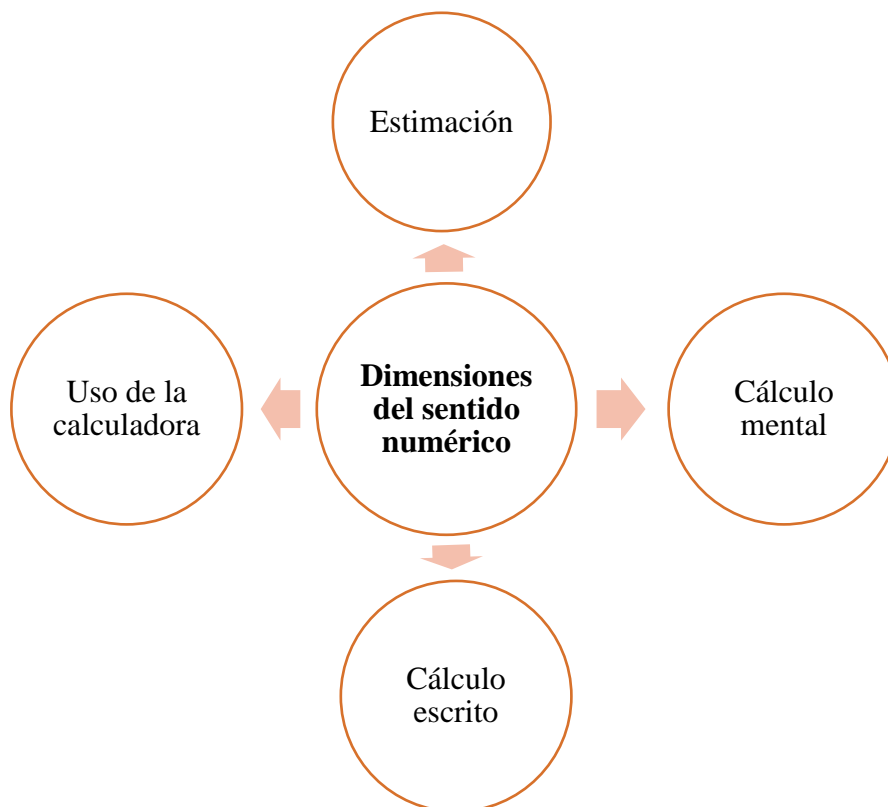 Estimación
Uso de la
calculadora
Dimensiones
del sentido
numérico
Cálculo
mental
Cálculo
escrito